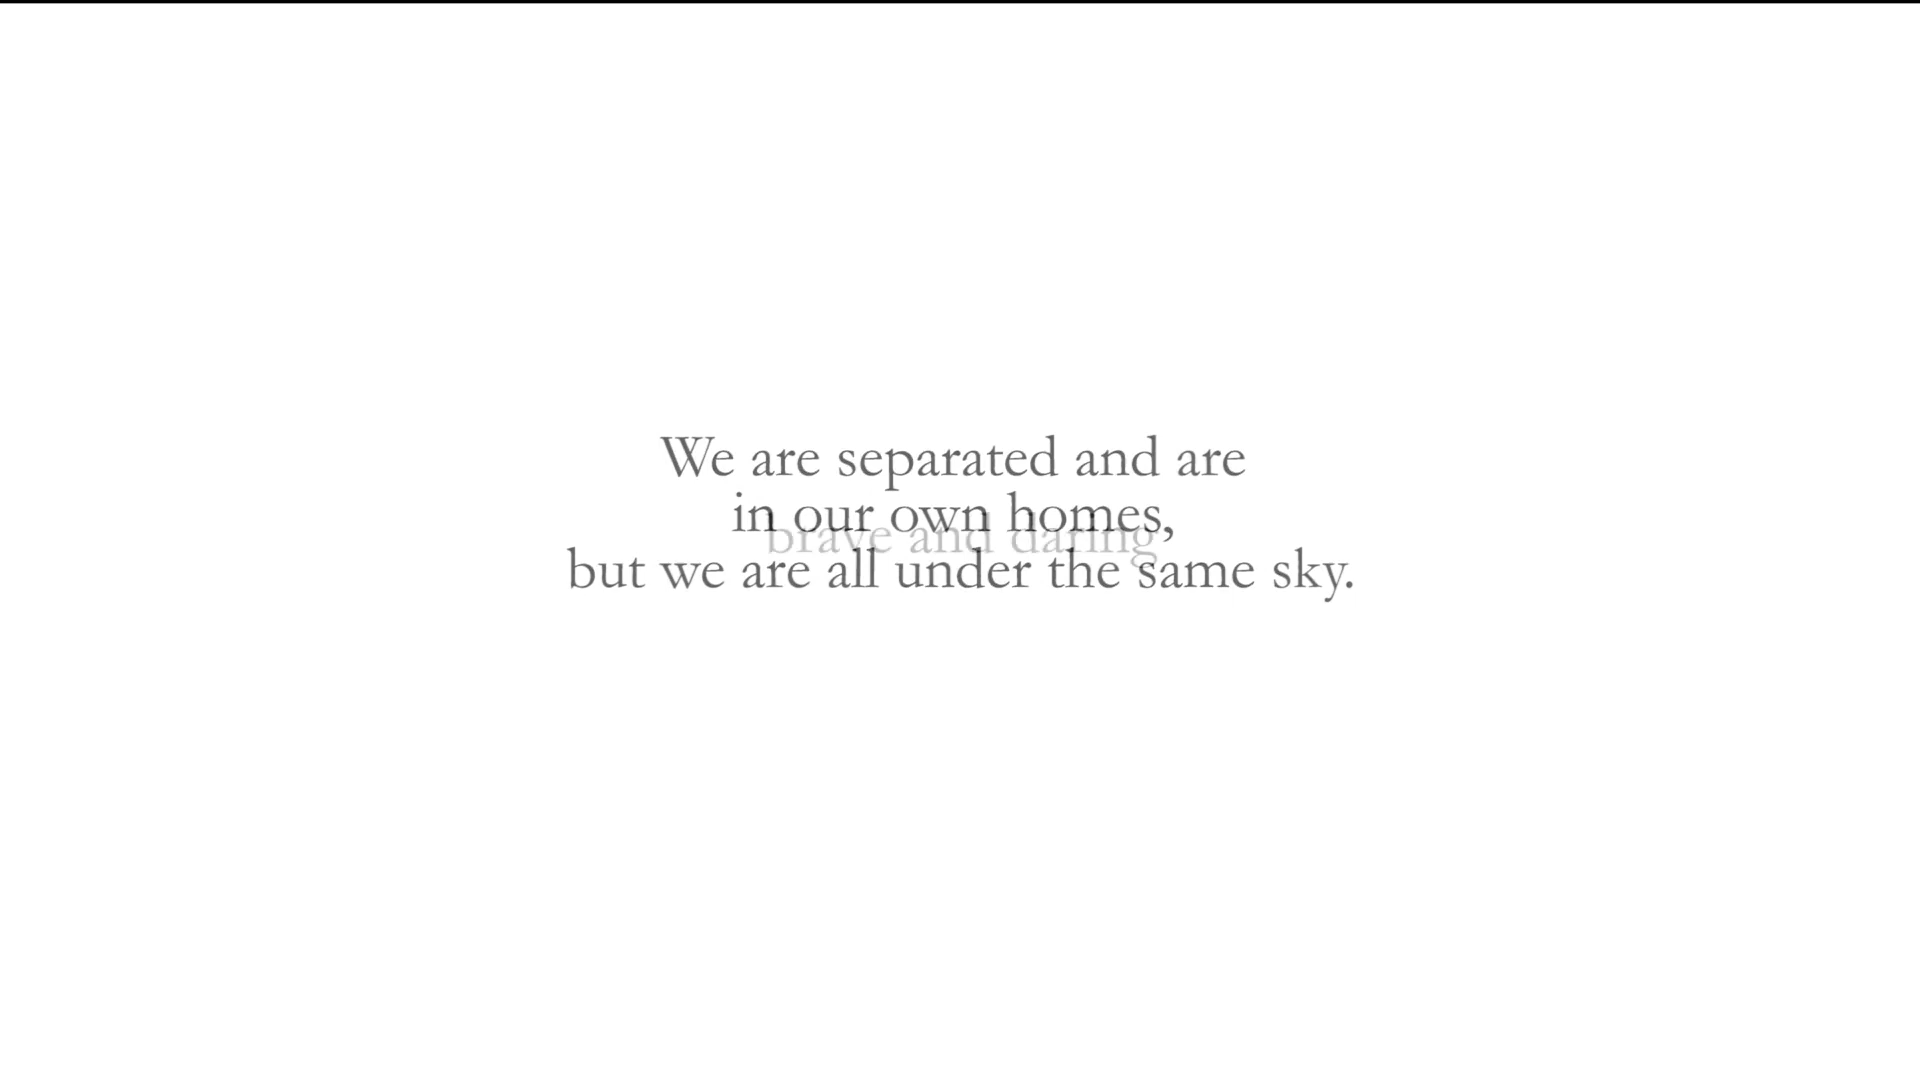 We are separated and are
in our own homes,
brave and daring
but we are all under the same sky.